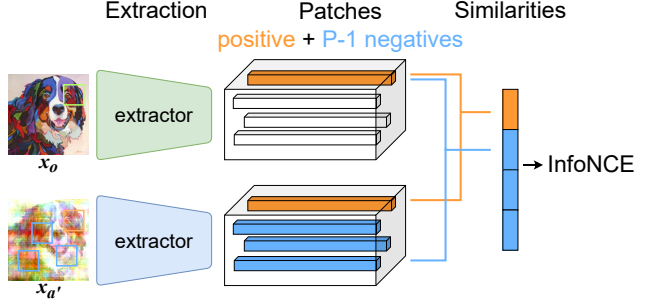 Extraction Patches Similarities
positive + P-1 negatives
extractor
x_o
InfoNCE
extractor
x_a'